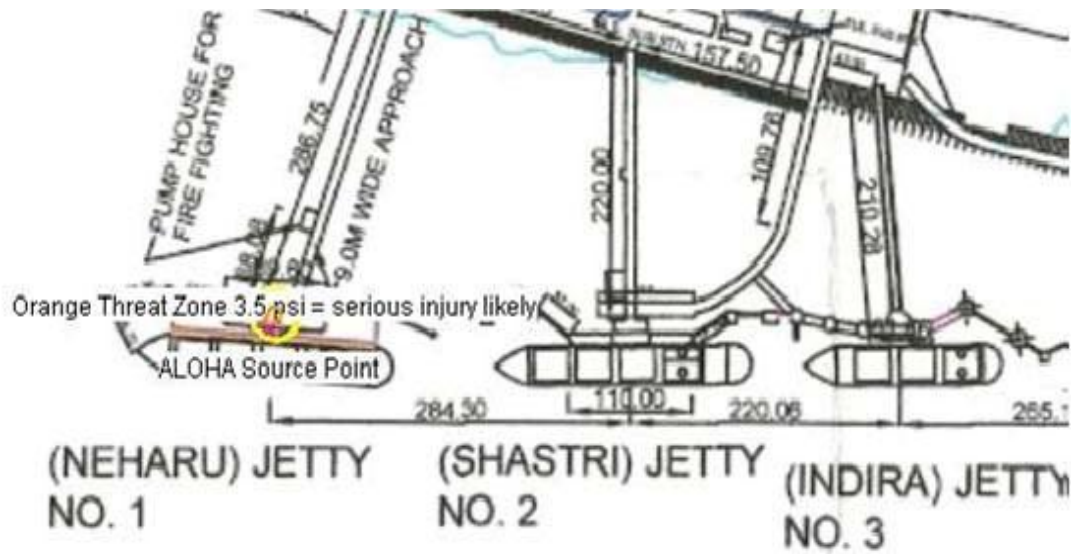 PUMP HOUSE FOR
FIRE FIGHTING
286.75
9.0M WIDE APPROACH
220.00
157.50
109.76
210.28
Orange Threat Zone 3.5 psi = serious injury likely
ALOHA Source Point
284.30
110.00
220.06
265.1
(NEHARU) JETTY
NO. 1
(SHASTRI) JETTY
NO. 2
(INDIRA) JETTY
NO. 3